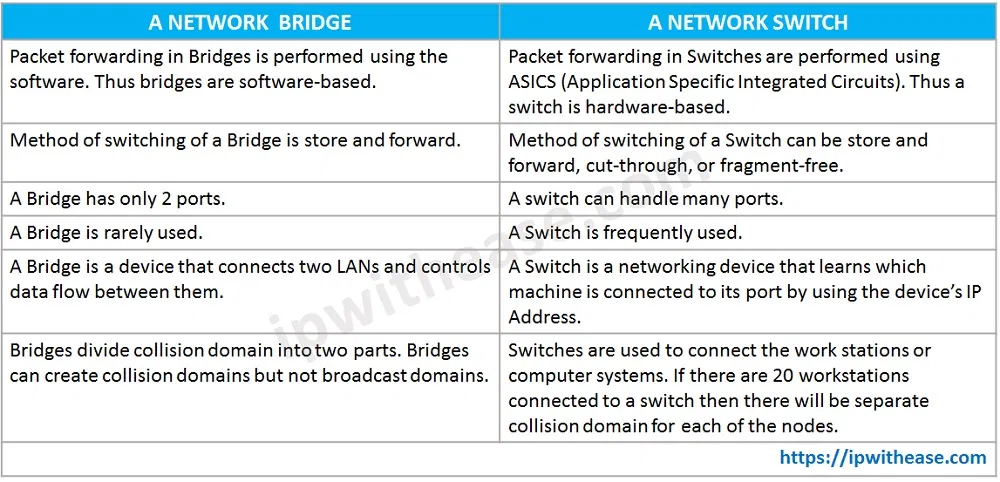 A NETWORK BRIDGE
A NETWORK SWITCH
Packet forwarding in Bridges is performed using the
software. Thus bridges are software-based.
Packet forwarding in Switches are performed using
ASICS (Application Specific Integrated Circuits). Thus a
switch is hardware-based.
Method of switching of a Bridge is store and forward.
Method of switching of a Switch can be store and
forward, cut-through, or fragment-free.
A Bridge has only 2 ports.
A switch can handle many ports.
A Bridge is rarely used.
A Switch is frequently used.
A Bridge is a device that connects two LANs and controls
data flow between them.
A Switch is a networking device that learns which
machine is connected to its port by using the device’s IP
Address.
Bridges divide collision domain into two parts. Bridges
can create collision domains but not broadcast domains.
Switches are used to connect the work stations or
computer systems. If there are 20 workstations
connected to a switch then there will be separate
collision domain for each of the nodes.
https://ipwithease.com
ipwithease.com